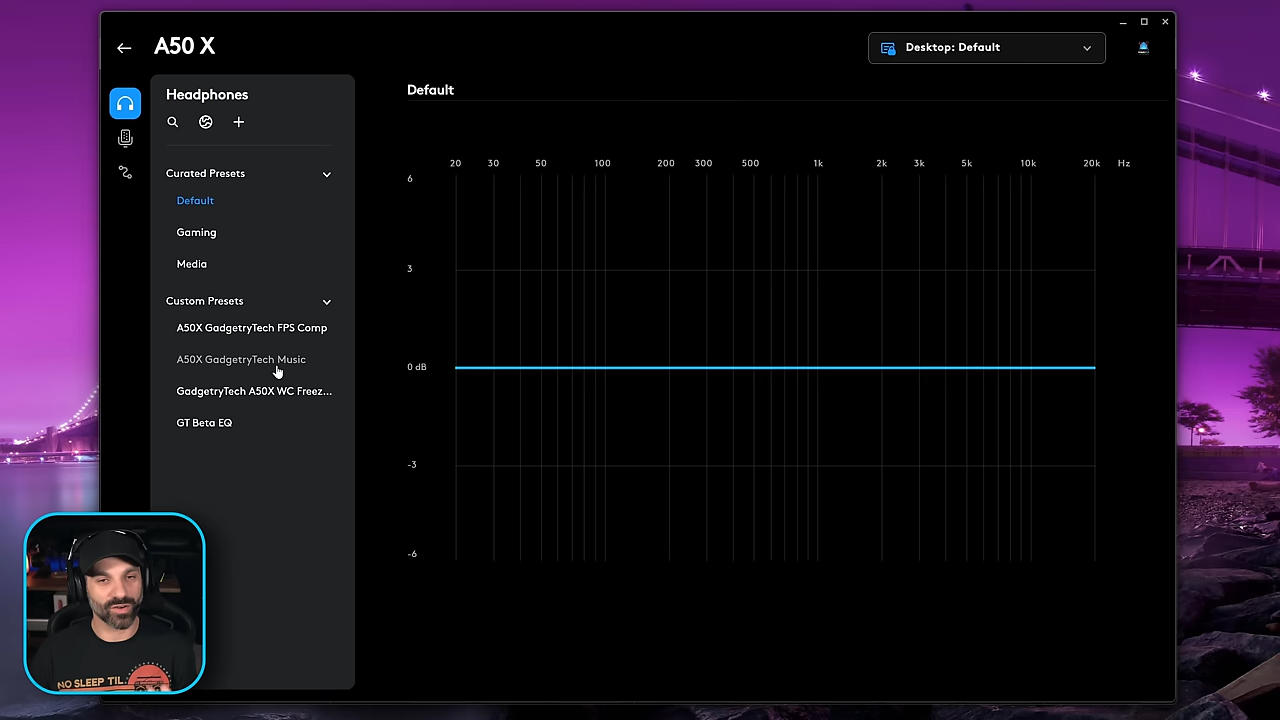 A50 X
Desktop: Default
Headphones
Curated Presets
Default
Gaming
Media
Custom Presets
A50X GadgetryTech FPS Comp
A50X GadgetryTech Music
GadgetryTech A50X WC Freez...
GT Beta EQ
Default
20 30 50 100 200 300 500 1k 2k 3k 5k 10k 20k Hz
6
3
0 dB
-3
-6
NO SLEEP TIL